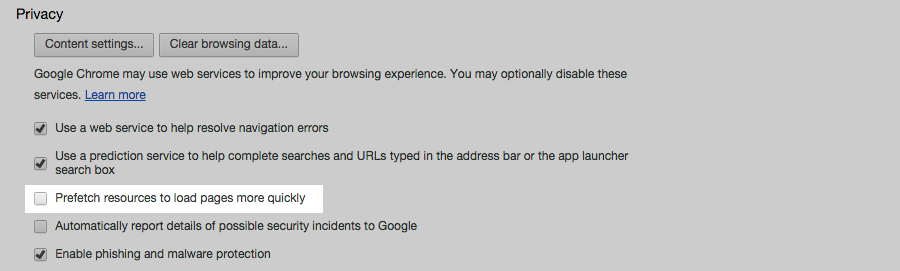 Privacy
Content settings... Clear browsing data...
Google Chrome may use web services to improve your browsing experience. You may optionally disable these
services. Learn more
Use a web service to help resolve navigation errors
Use a prediction service to help complete searches and URLs typed in the address bar or the app launcher
search box
Prefetch resources to load pages more quickly
Automatically report details of possible security incidents to Google
Enable phishing and malware protection